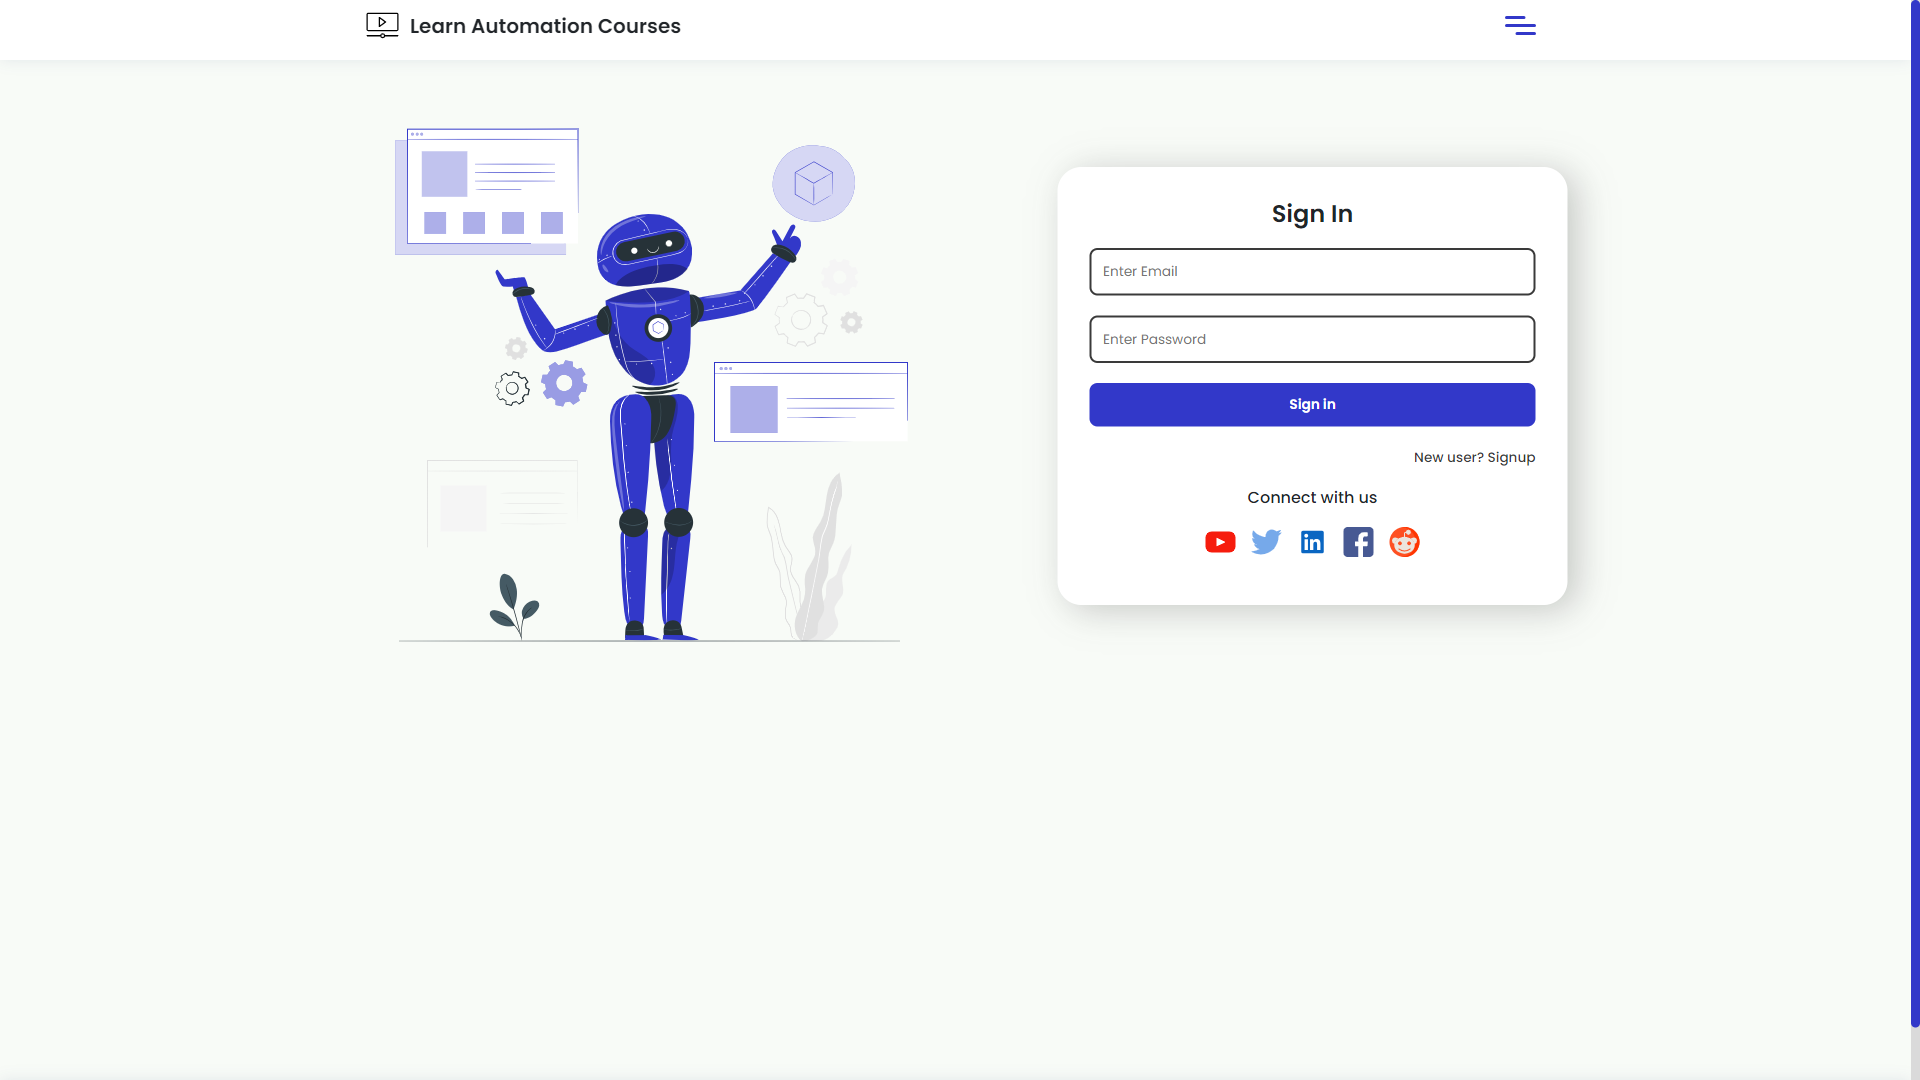 Learn Automation Courses
Sign In
Enter Email
Enter Password
Sign in
New user? Signup
Connect with us